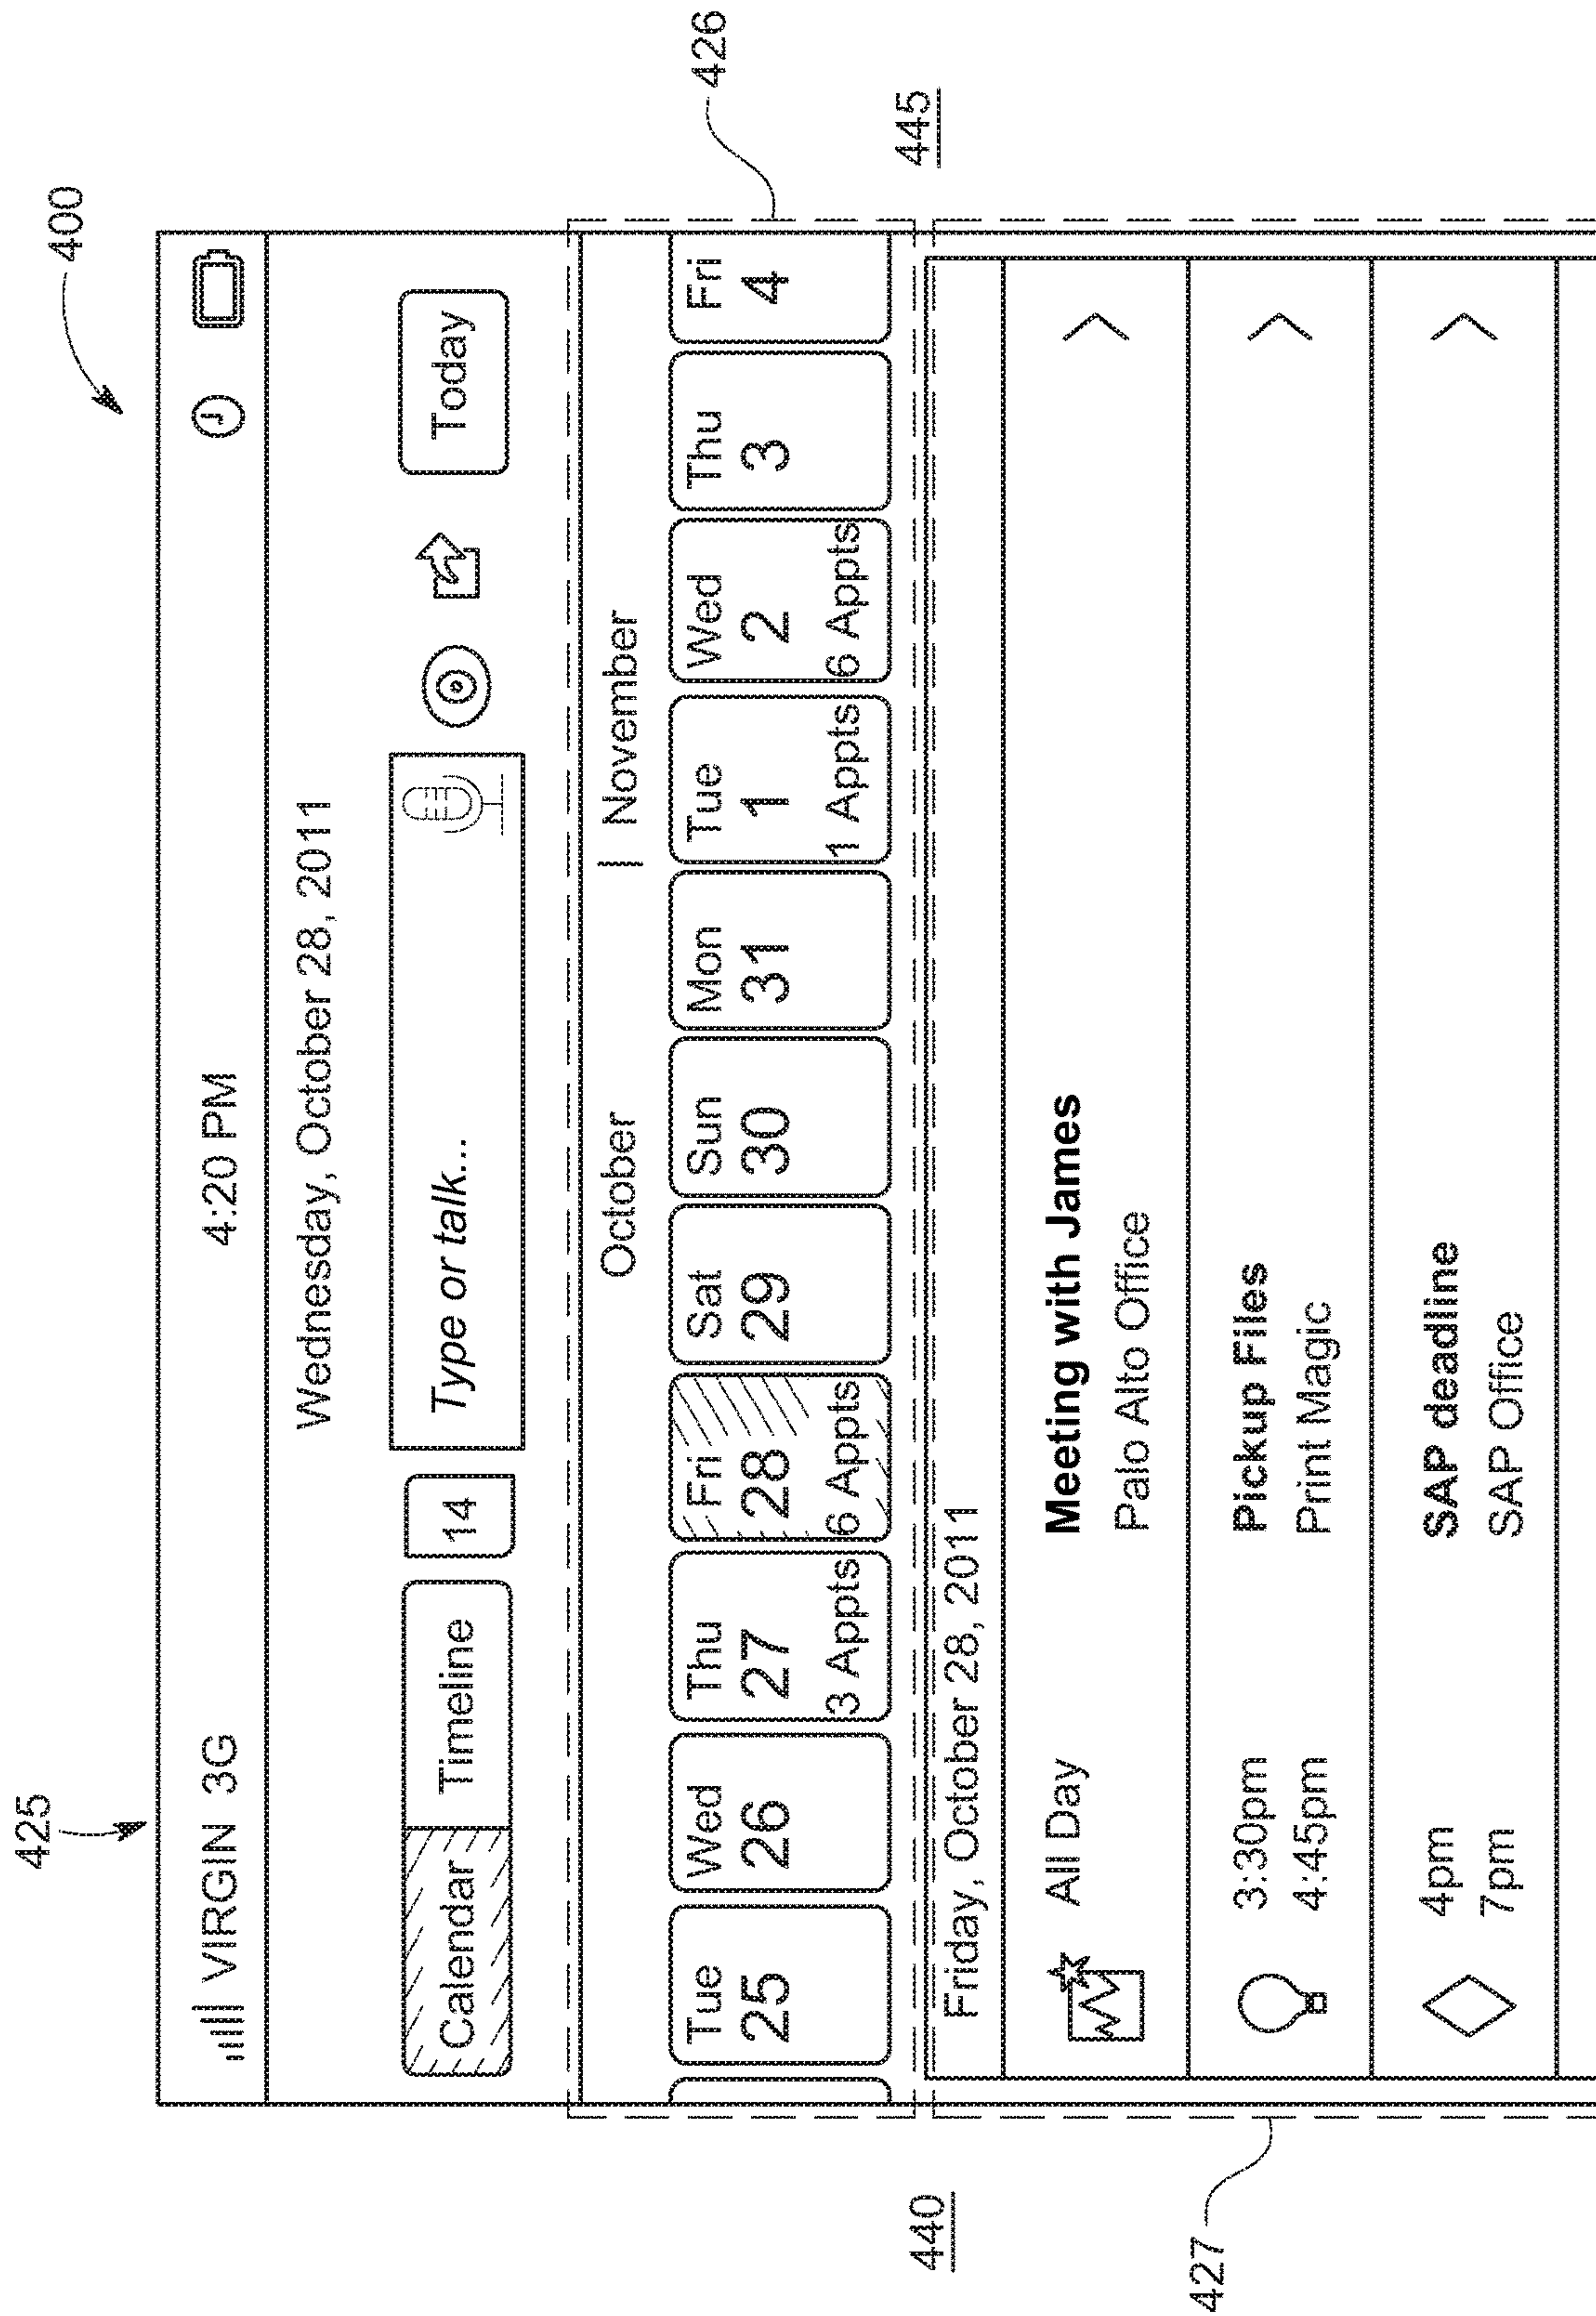 400
425
VIRGIN 3G 4:20 PM
Wednesday, October 28, 2011
Calendar Timeline 14 Type or talk... Today
426
October | November
Tue Wed Thu Fri Sat Sun Mon Tue Wed Thu Fri
25 26 27 28 29 30 31 1 2 3 4
3 Appts 6 Appts 1 Appts 6 Appts
440 445
Friday, October 28, 2011
All Day Meeting with James
Palo Alto Office
427
3:30pm Pickup Files
4:45pm Print Magic
4pm SAP deadline
7pm SAP Office